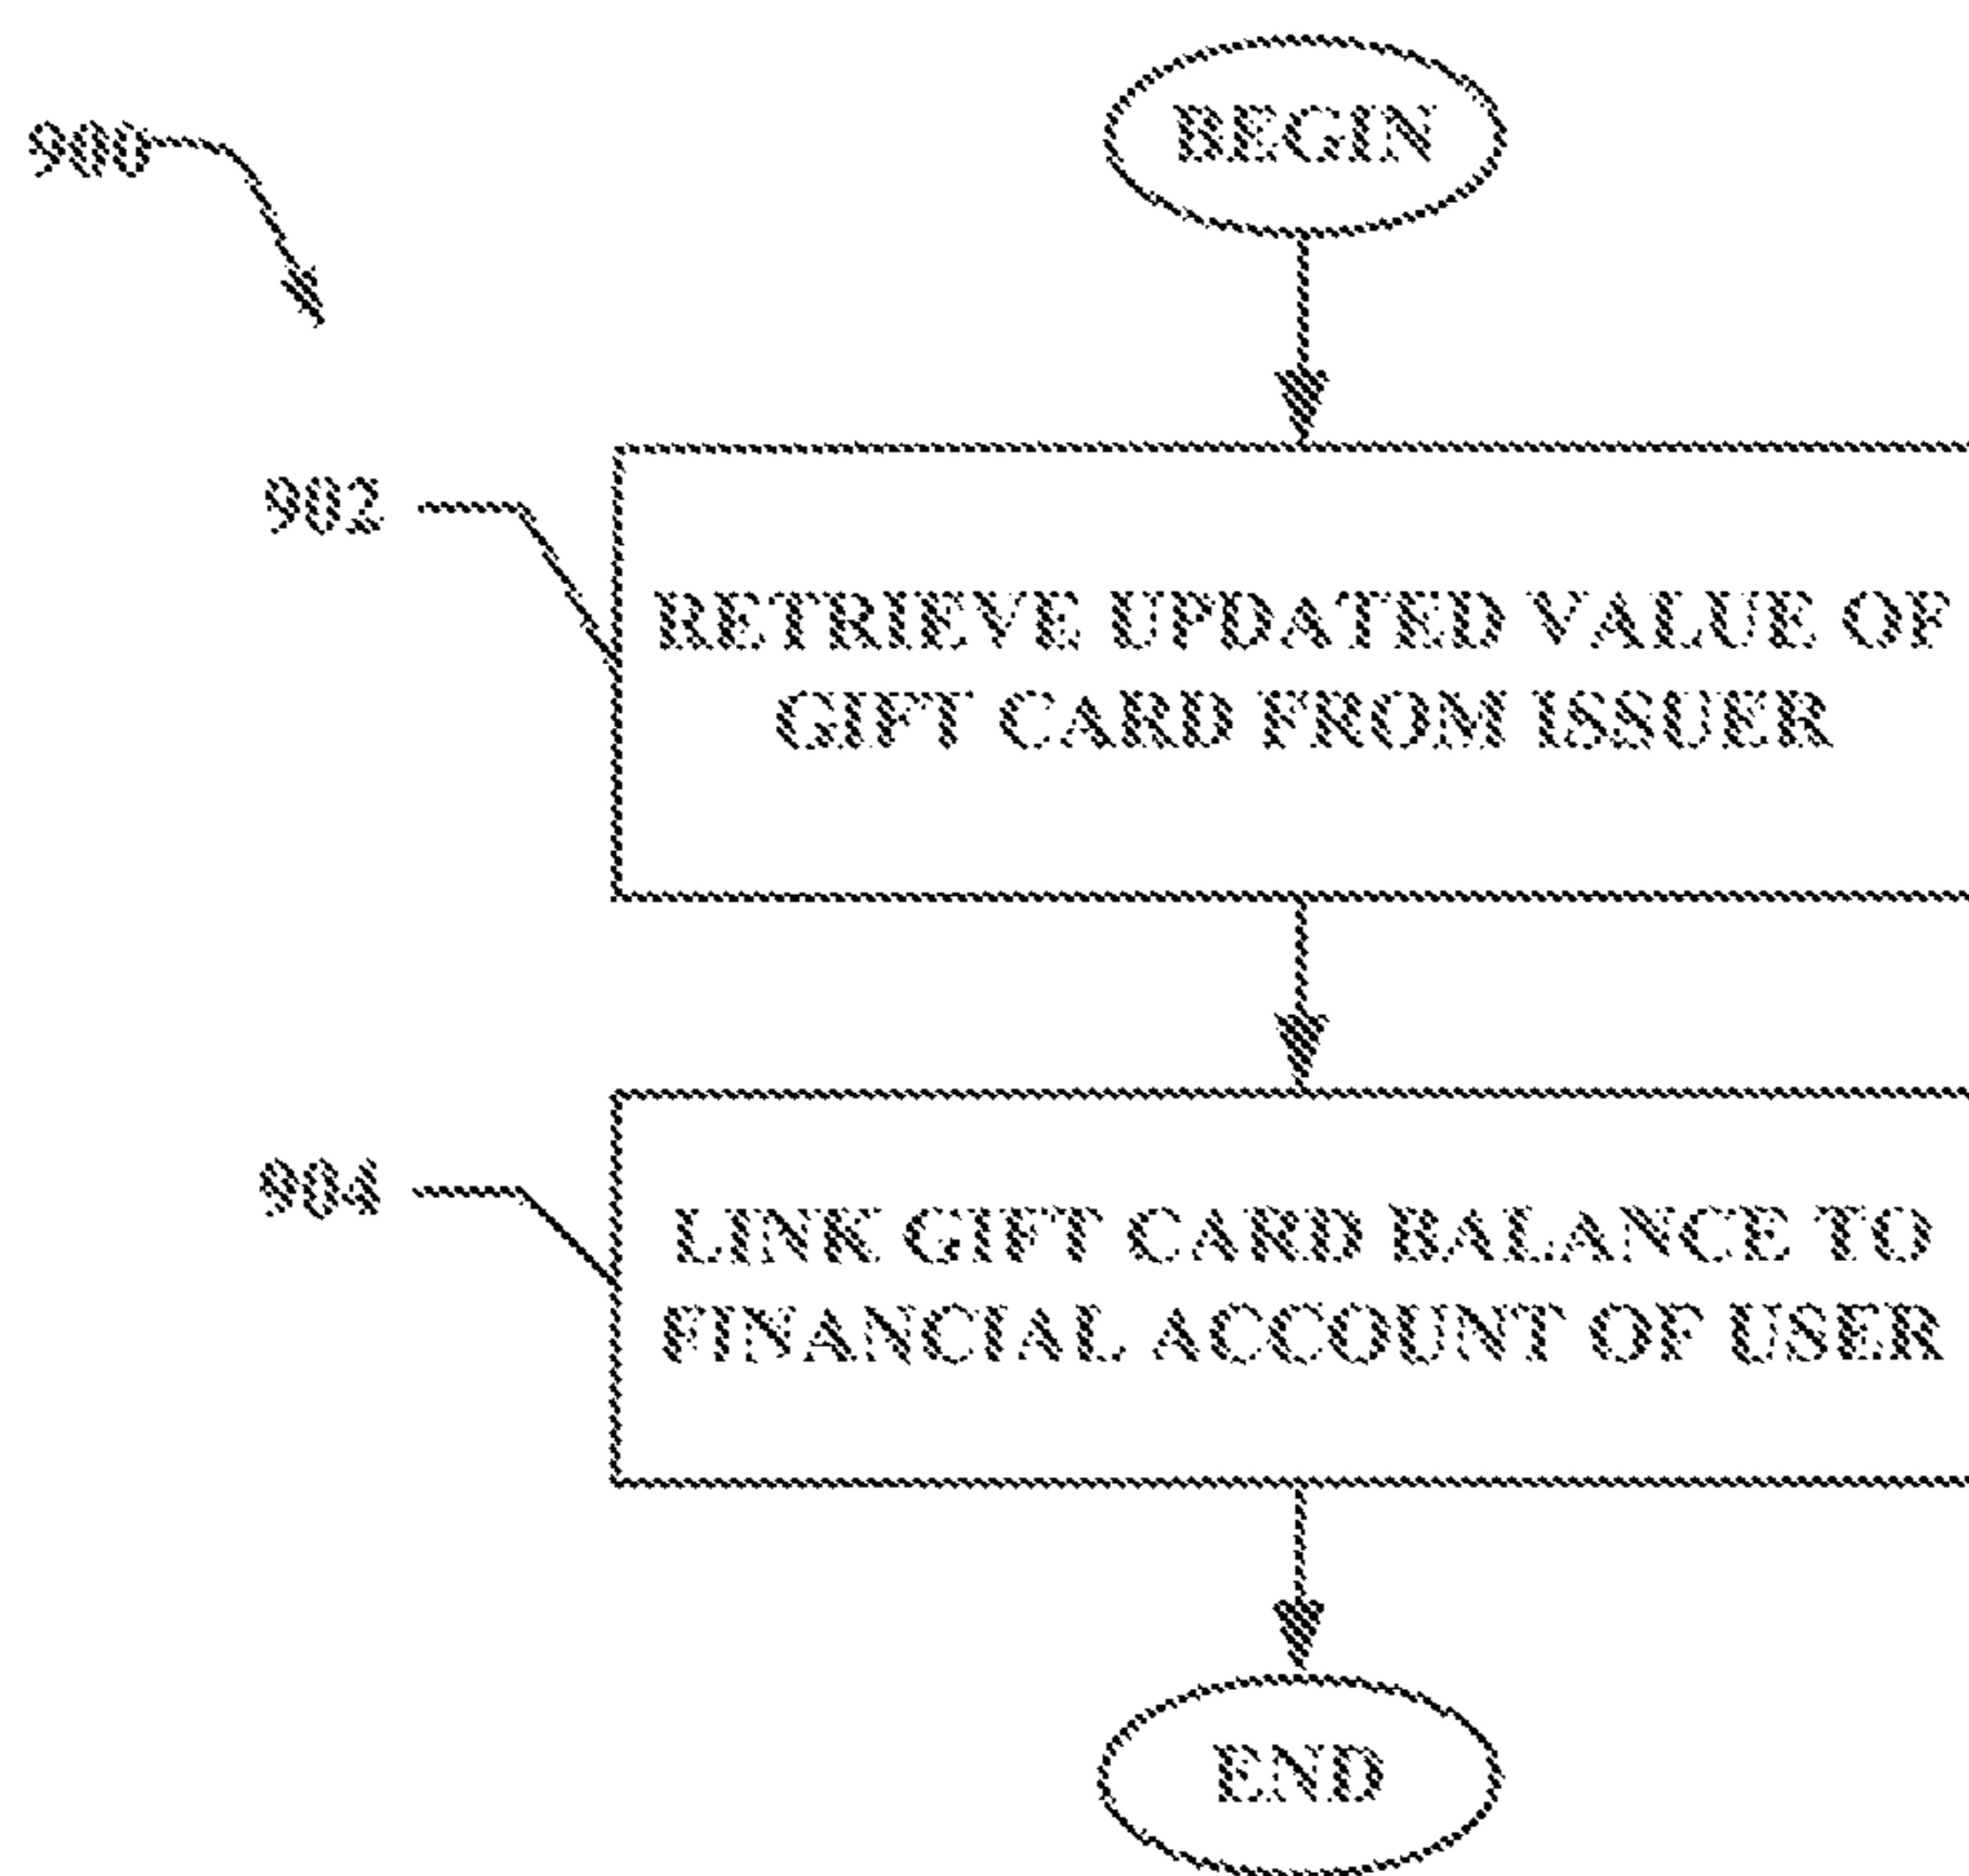 900
BEGIN
902
RETRIEVE UPDATED VALUE OF
GIFT CARD FROM ISSUER
904
LINK GIFT CARD BALANCE TO
FINANCIAL ACCOUNT OF USER
END